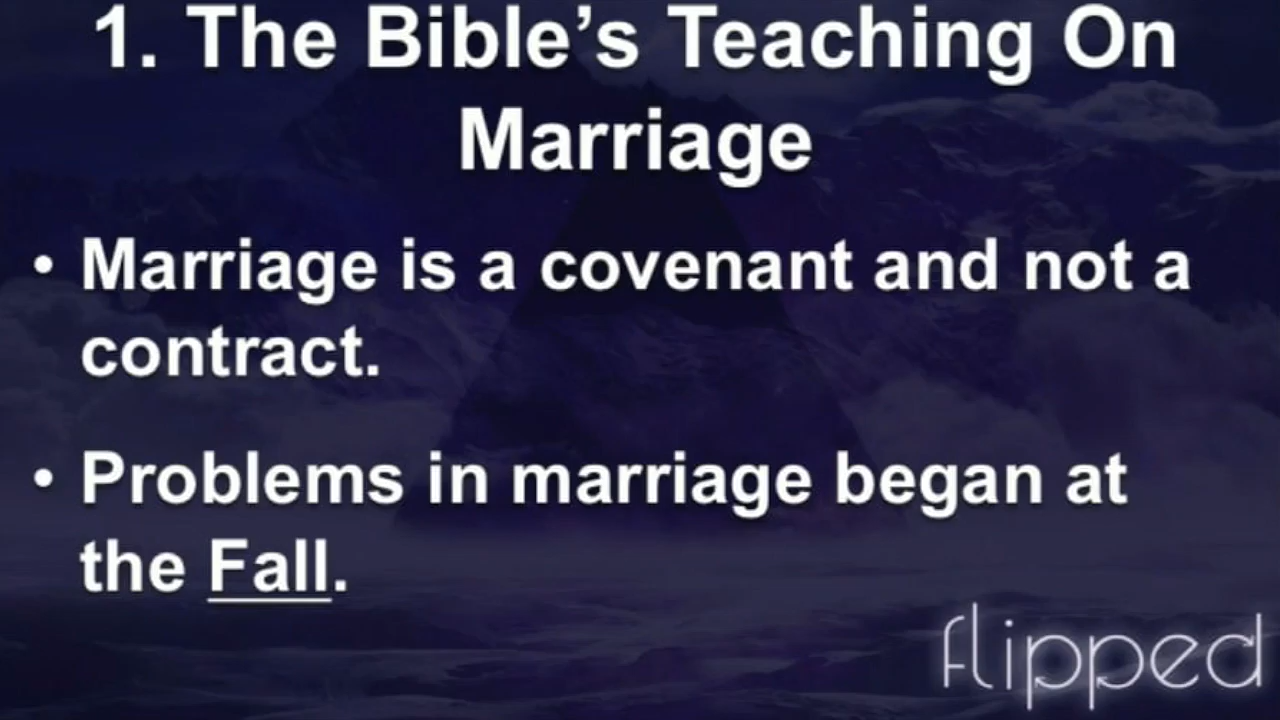 1. The Bible’s Teaching On
Marriage
• Marriage is a covenant and not a
contract.
• Problems in marriage began at
the Fall.
flipped